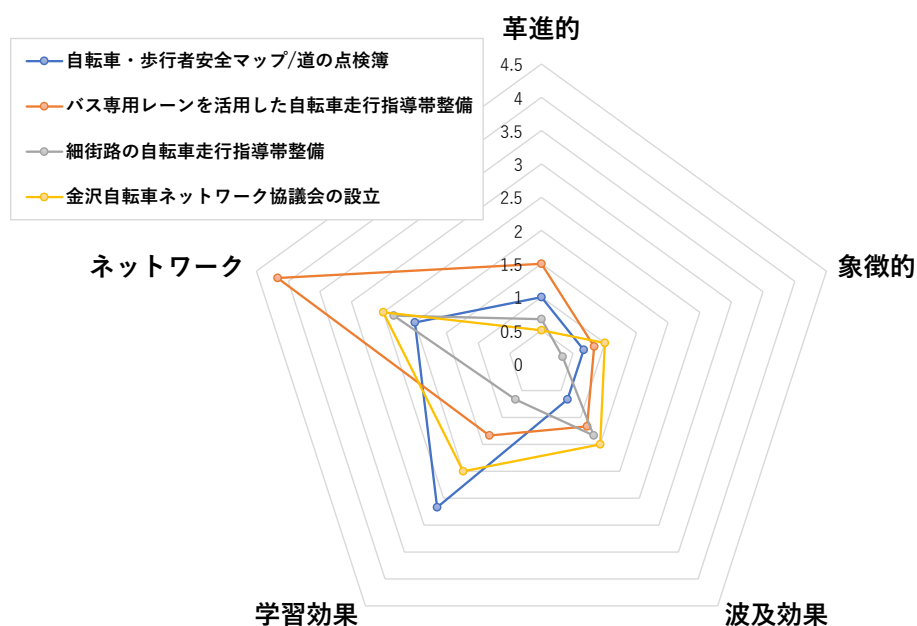 革進的
自転車・歩行者安全マップ/道の点検簿
バス専用レーンを活用した自転車走行指導帯整備
細街路の自転車走行指導帯整備
金沢自転車ネットワーク協議会の設立
4.5
4
3.5
3
2.5
2
1.5
1
0.5
0
ネットワーク
象徴的
学習効果
波及効果